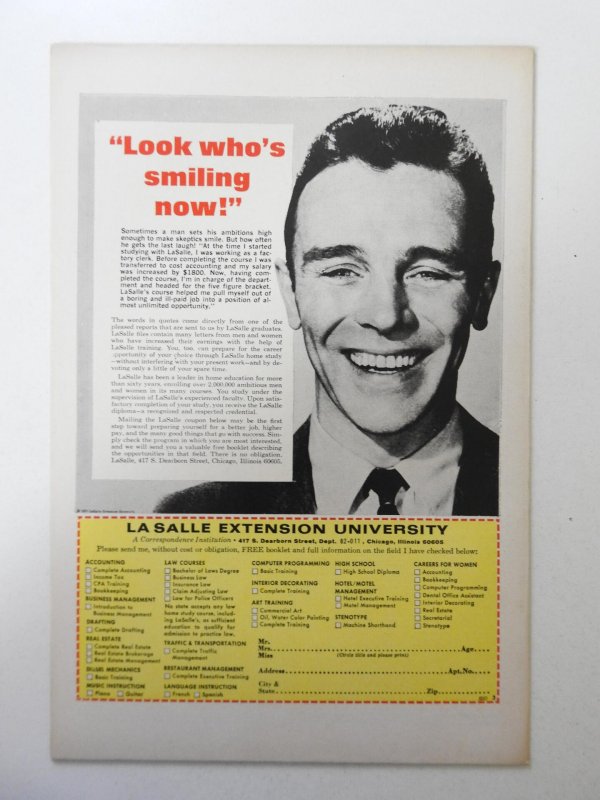 “Look who’s
smiling
now!”
Sometimes a man sets his ambitions high
enough to make skeptics smile. But how often
he gets the last laugh! “At the time I started
studying with LaSalle, I was working as a fac-
tory clerk. Before completing the course I was
transferred to cost accounting and my salary
was increased by $1800. Now, having com-
pleted the course, I’m in charge of the depart-
ment and headed for the five figure bracket.
LaSalle’s course helped me pull myself out of
a boring and ill-paid job into a position of al-
most unlimited opportunity.”
The words in quotes come directly from one of the
pleased reports that are sent to us by LaSalle graduates.
LaSalle files contain many letters from men and women
who have increased their earnings with the help of
LaSalle training. You, too, can prepare for the career
opportunity of your choice through LaSalle home study
—without interfering with your present work—and by de-
voting only a little of your spare time.
LaSalle has been a leader in home education for more
than sixty years, enrolling over 2,000,000 ambitious men
and women in its many courses. You study under the
supervision of LaSalle’s experienced faculty. Upon satis-
factory completion of your study, you receive the LaSalle
diploma—a recognized and respected credential.
Mailing the LaSalle coupon below may be the first
step toward preparing yourself for a better job, higher
pay, and the many good things that go with success. Sim-
ply check the program in which you are most interested,
and we will send you a valuable free booklet describing
the opportunities in that field. There is no obligation.
LaSalle, 417 S. Dearborn Street, Chicago, Illinois 60605.
LA SALLE EXTENSION UNIVERSITY
A Correspondence Institution • 417 S. Dearborn Street, Dept. 82-011, Chicago, Illinois 60605
Please send me, without cost or obligation, FREE booklet and full information on the field I have checked below:
ACCOUNTING
Complete Accounting
Income Tax
CPA Training
Bookkeeping
BUSINESS MANAGEMENT
Introduction to
Business Management
DRAFTING
Complete Drafting
REAL ESTATE
Complete Real Estate
Real Estate Brokerage
Real Estate Management
DIESEL MECHANICS
Basic Training
MUSIC INSTRUCTION
Piano Guitar
LAW COURSES
Bachelor of Laws Degree
Business Law
Insurance Law
Claim Adjusting Law
Law for Police Officers
No state accepts any law
home study course, includ-
ing LaSalle’s, as sufficient
education to qualify for
admission to practice law.
TRAFFIC & TRANSPORTATION
Complete Traffic
Management
RESTAURANT MANAGEMENT
Complete Executive Training
LANGUAGE INSTRUCTION
French Spanish
COMPUTER PROGRAMMING
Basic Training
INTERIOR DECORATING
Complete Training
ART TRAINING
Commercial Art
Oil, Water Color Painting
Complete Training
HIGH SCHOOL
High School Diploma
HOTEL/MOTEL
MANAGEMENT
Hotel Executive Training
Motel Management
STENOTYPE
Machine Shorthand
CAREERS FOR WOMEN
Accounting
Bookkeeping
Computer Programming
Dental Office Assistant
Interior Decorating
Real Estate
Secretarial
Stenotype
Mr.
Mrs. Age
Miss (Circle title and please print)
Address Apt. No.
City &
State Zip
3